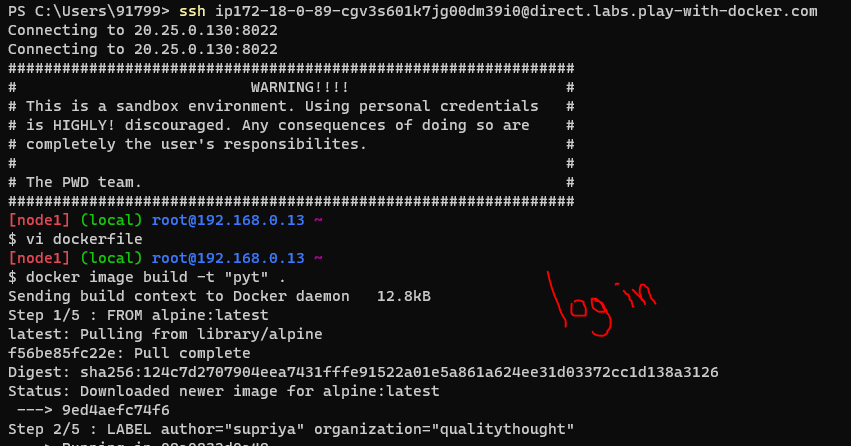 PS C:\Users\91799> ssh ip172-18-0-89-cgv3s601k7jg00dm39i0@direct.labs.play-with-docker.com
Connecting to 20.25.0.130:8022
Connecting to 20.25.0.130:8022
###############################################################
#                          WARNING!!!!                        #
# This is a sandbox environment. Using personal credentials   #
# is HIGHLY! discouraged. Any consequences of doing so are    #
# completely the user's responsibilites.                      #
#                                                             #
# The PWD team.                                               #
###############################################################
[node1] (local) root@192.168.0.13 ~
$ vi dockerfile
[node1] (local) root@192.168.0.13 ~
$ docker image build -t "pyt" .
login
Sending build context to Docker daemon   12.8kB
Step 1/5 : FROM alpine:latest
latest: Pulling from library/alpine
f56be85fc22e: Pull complete
Digest: sha256:124c7d2707904eea7431fffe91522a01e5a861a624ee31d03372cc1d138a3126
Status: Downloaded newer image for alpine:latest
 ---> 9ed4aefc74f6
Step 2/5 : LABEL author="supriya" organization="qualitythought"